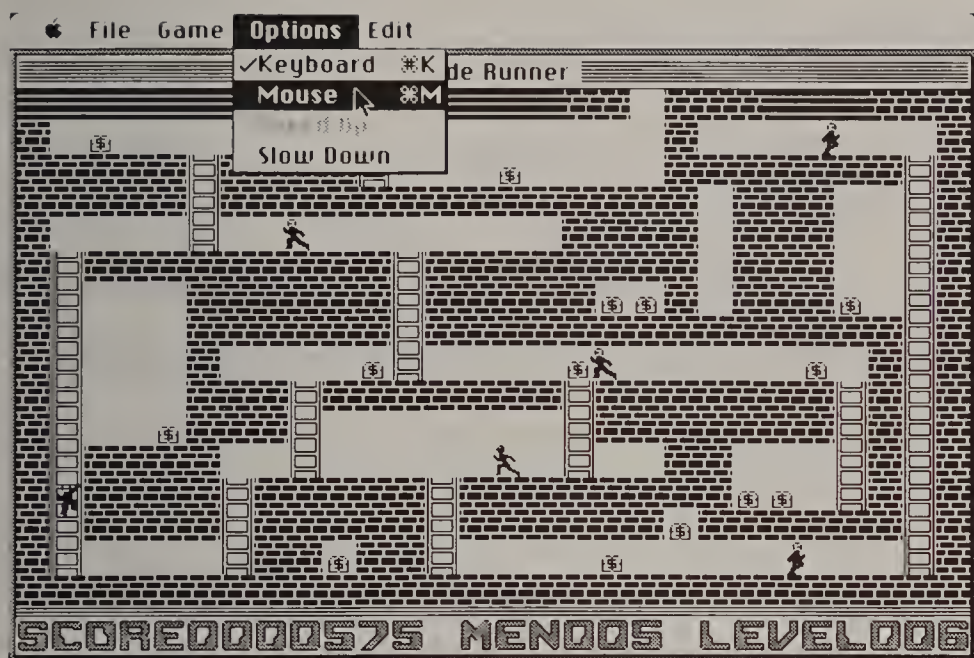 File Game Options Edit
✓Keyboard ⌘K
de Runner
Mouse ⌘M
Slow Down
$ $ $ $ $ $ $ $ $ $ $ $ $ $
SCORE0000575 MEN005 LEVEL006